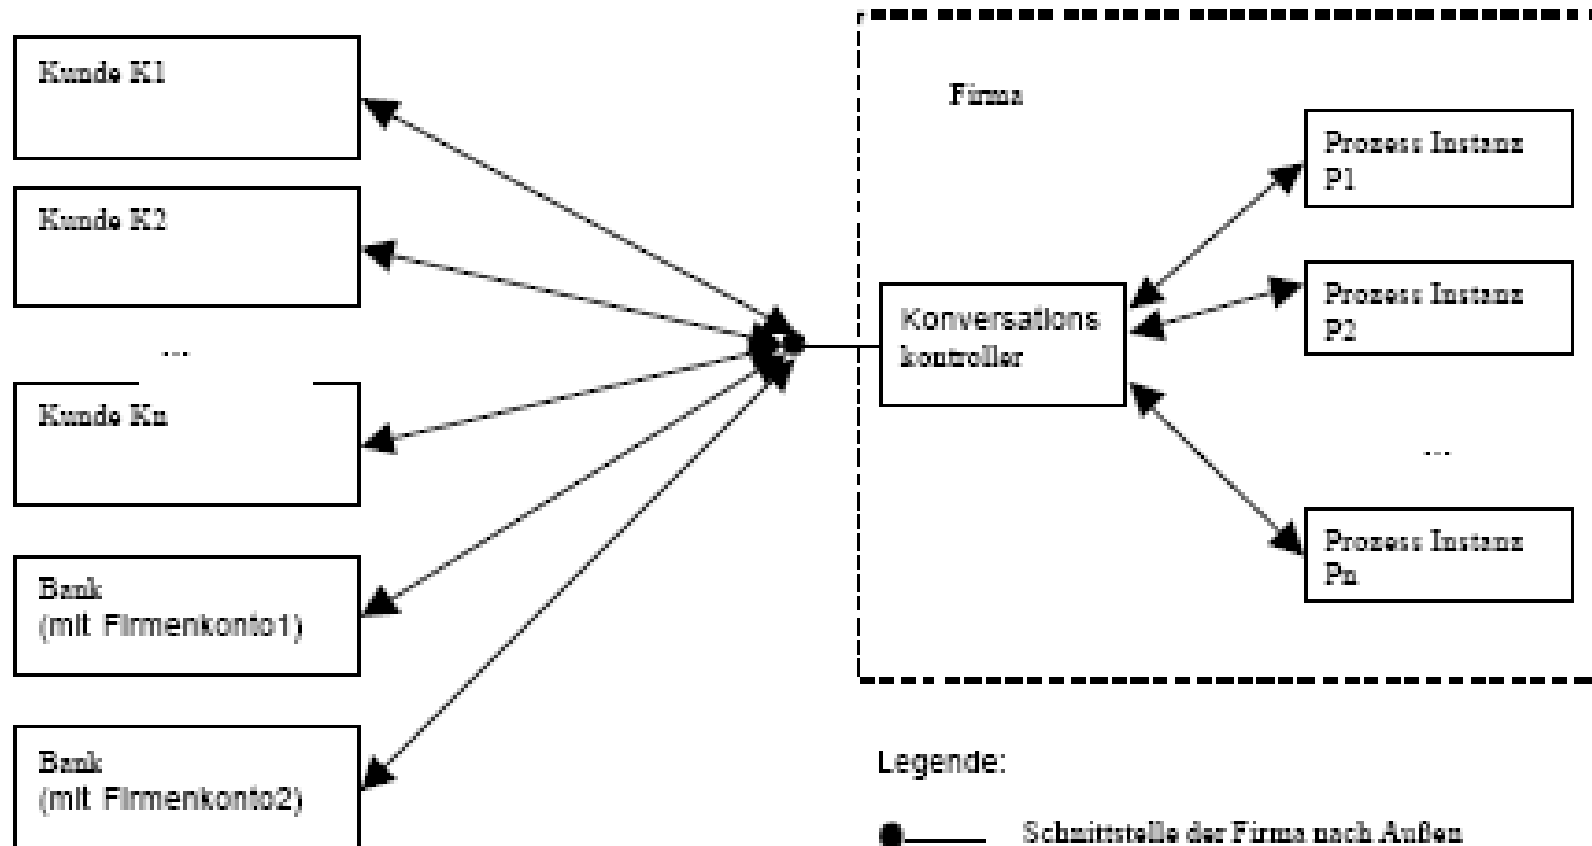 Kunde K1
Kunde K2
...
Kunde Kn
Bank
(mit Firmenkonto1)
Bank
(mit Firmenkonto2)
Firma
Konversations
kontroller
Prozess Instanz
P1
Prozess Instanz
P2
...
Prozess Instanz
Pn
Legende:
Schnittstelle der Firma nach Außen